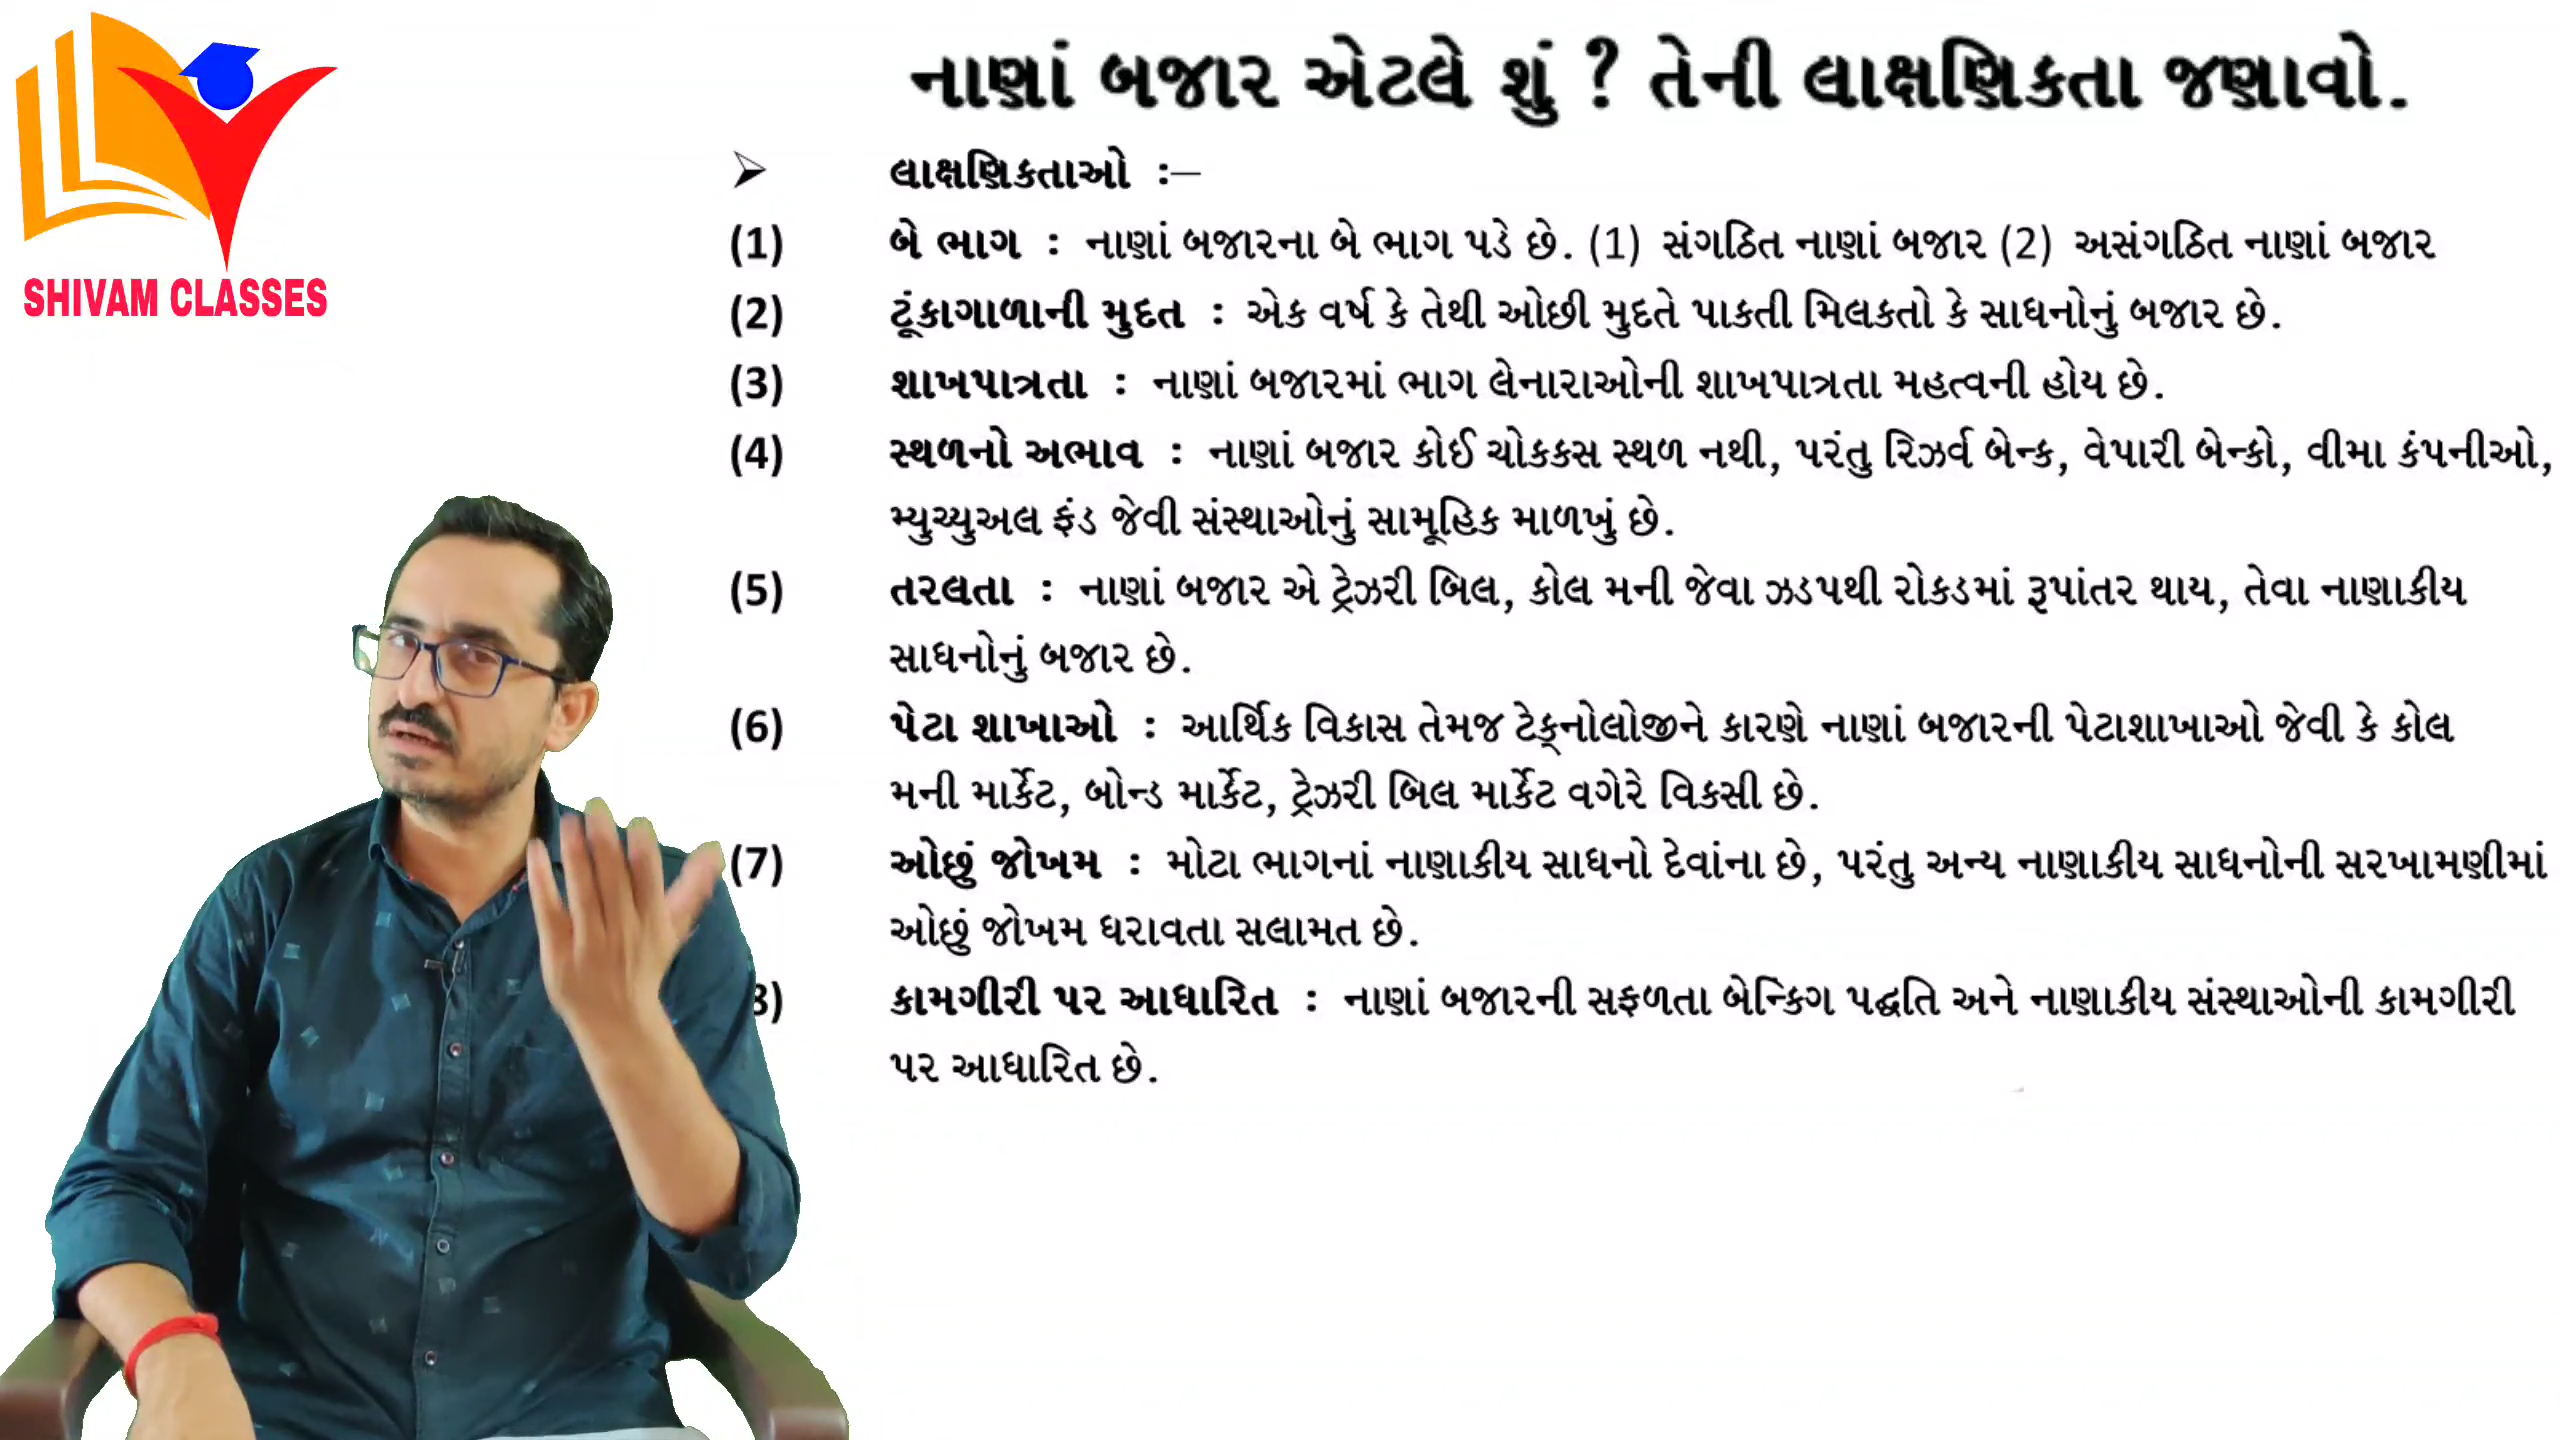 SHIVAM CLASSES
નાણાં બજાર એટલે શું ? તેની લાક્ષણિકતા જણાવો.
➢ લાક્ષણિકતાઓ :–
(1) બે ભાગ : નાણાં બજારના બે ભાગ પડે છે. (1) સંગઠિત નાણાં બજાર (2) અસંગઠિત નાણાં બજાર
(2) ટૂંકાગાળાની મુદત : એક વર્ષ કે તેથી ઓછી મુદતે પાકતી મિલકતો કે સાધનોનું બજાર છે.
(3) શાખપાત્રતા : નાણાં બજારમાં ભાગ લેનારાઓની શાખપાત્રતા મહત્વની હોય છે.
(4) સ્થળનો અભાવ : નાણાં બજાર કોઈ ચોકકસ સ્થળ નથી, પરંતુ રિઝર્વ બેન્ક, વેપારી બેન્કો, વીમા કંપનીઓ,
મ્યુચ્યુઅલ ફંડ જેવી સંસ્થાઓનું સામૂહિક માળખું છે.
(5) તરલતા : નાણાં બજાર એ ટ્રેઝરી બિલ, કોલ મની જેવા ઝડપથી રોકડમાં રૂપાંતર થાય, તેવા નાણાકીય
સાધનોનું બજાર છે.
(6) પેટા શાખાઓ : આર્થિક વિકાસ તેમજ ટેક્નોલોજીને કારણે નાણાં બજારની પેટાશાખાઓ જેવી કે કોલ
મની માર્કેટ, બોન્ડ માર્કેટ, ટ્રેઝરી બિલ માર્કેટ વગેરે વિકસી છે.
(7) ઓછું જોખમ : મોટા ભાગનાં નાણાકીય સાધનો દેવાંના છે, પરંતુ અન્ય નાણાકીય સાધનોની સરખામણીમાં
ઓછું જોખમ ધરાવતા સલામત છે.
8) કામગીરી પર આધારિત : નાણાં બજારની સફળતા બેન્કિગ પદ્ધતિ અને નાણાકીય સંસ્થાઓની કામગીરી
પર આધારિત છે.